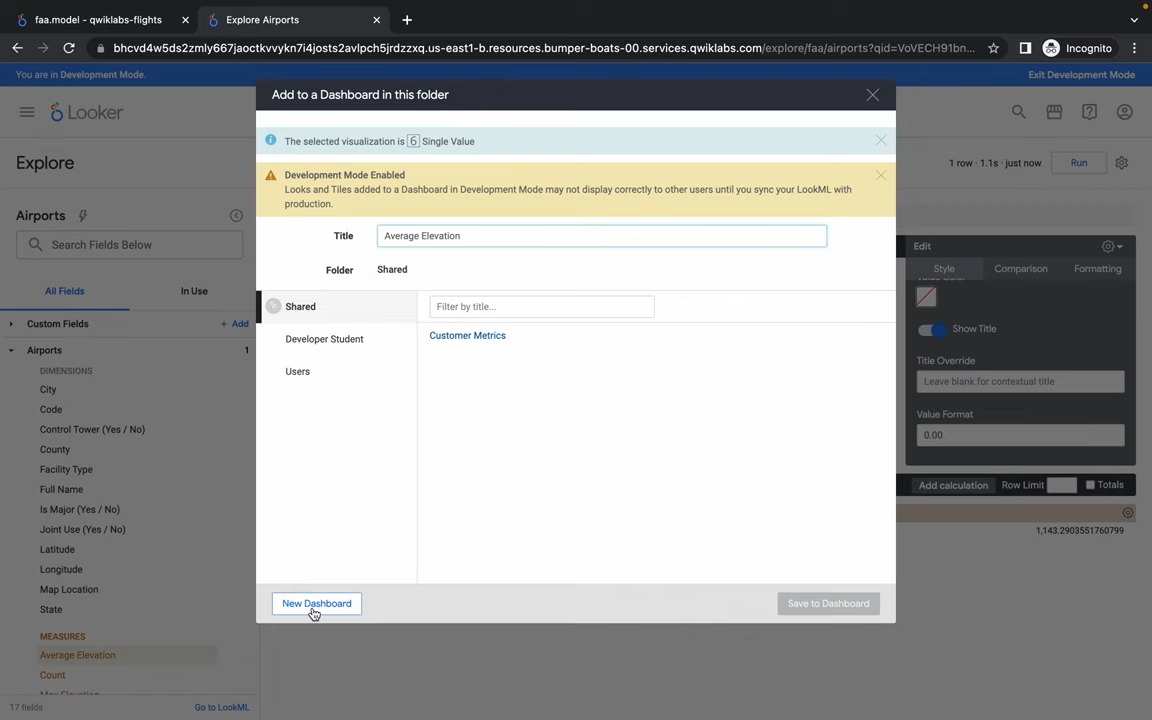 faa.model - qwiklabs-flights
Explore Airports
bhcvd4w5ds2zmly667jaoctkvvykn7i4josts2avlpch5jrdzzxq.us-east1-b.resources.bumper-boats-00.services.qwiklabs.com/explore/faa/airports?qid=VoVECH91bn...
Incognito
You are in Development Mode.
Exit Development Mode
Looker
Add to a Dashboard in this folder
The selected visualization is 6 Single Value
Explore
1 row · 1.1s · just now
Run
Development Mode Enabled
Looks and Tiles added to a Dashboard in Development Mode may not display correctly to other users until you sync your LookML with
production.
Airports
Search Fields Below
Title
Average Elevation
Edit
Folder
Shared
Style
Comparison
Formatting
All Fields
In Use
Shared
Filter by title...
Custom Fields
+ Add
Show Title
Developer Student
Customer Metrics
Airports
1
Title Override
DIMENSIONS
Users
Leave blank for contextual title
City
Code
Value Format
Control Tower (Yes / No)
0.00
County
Facility Type
Full Name
Add calculation
Row Limit
Totals
Is Major (Yes / No)
Joint Use (Yes / No)
1,143.2903551760799
Latitude
Longitude
Map Location
State
New Dashboard
Save to Dashboard
MEASURES
Average Elevation
Count
Max Elevation
17 fields
Go to LookML